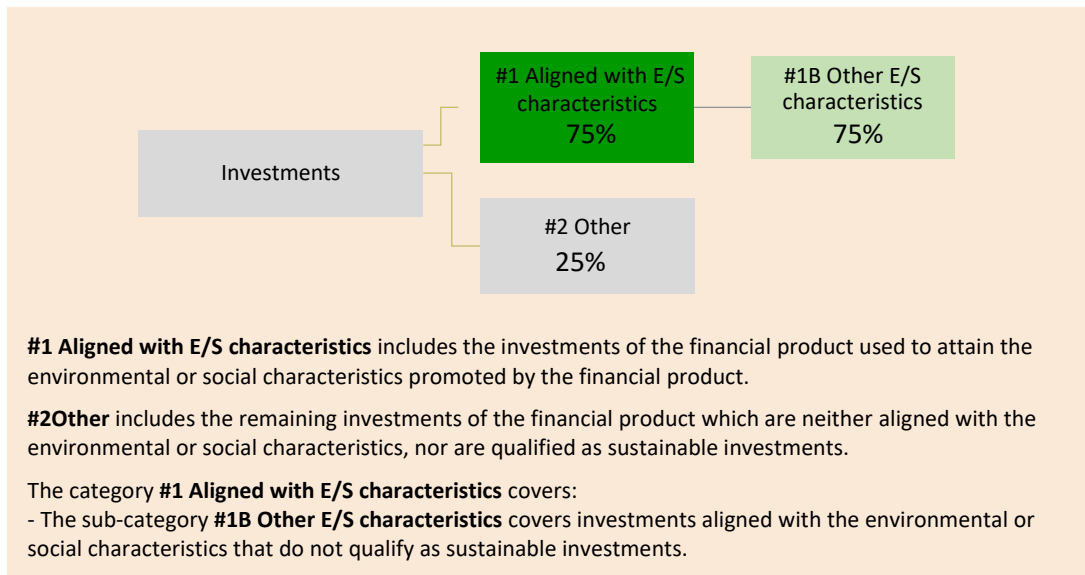 #1 Aligned with E/S
characteristics
75%
#1B Other E/S
characteristics
75%
Investments
#2 Other
25%
#1 Aligned with E/S characteristics includes the investments of the financial product used to attain the
environmental or social characteristics promoted by the financial product.
#2Other includes the remaining investments of the financial product which are neither aligned with the
environmental or social characteristics, nor are qualified as sustainable investments.
The category #1 Aligned with E/S characteristics covers:
- The sub-category #1B Other E/S characteristics covers investments aligned with the environmental or
social characteristics that do not qualify as sustainable investments.